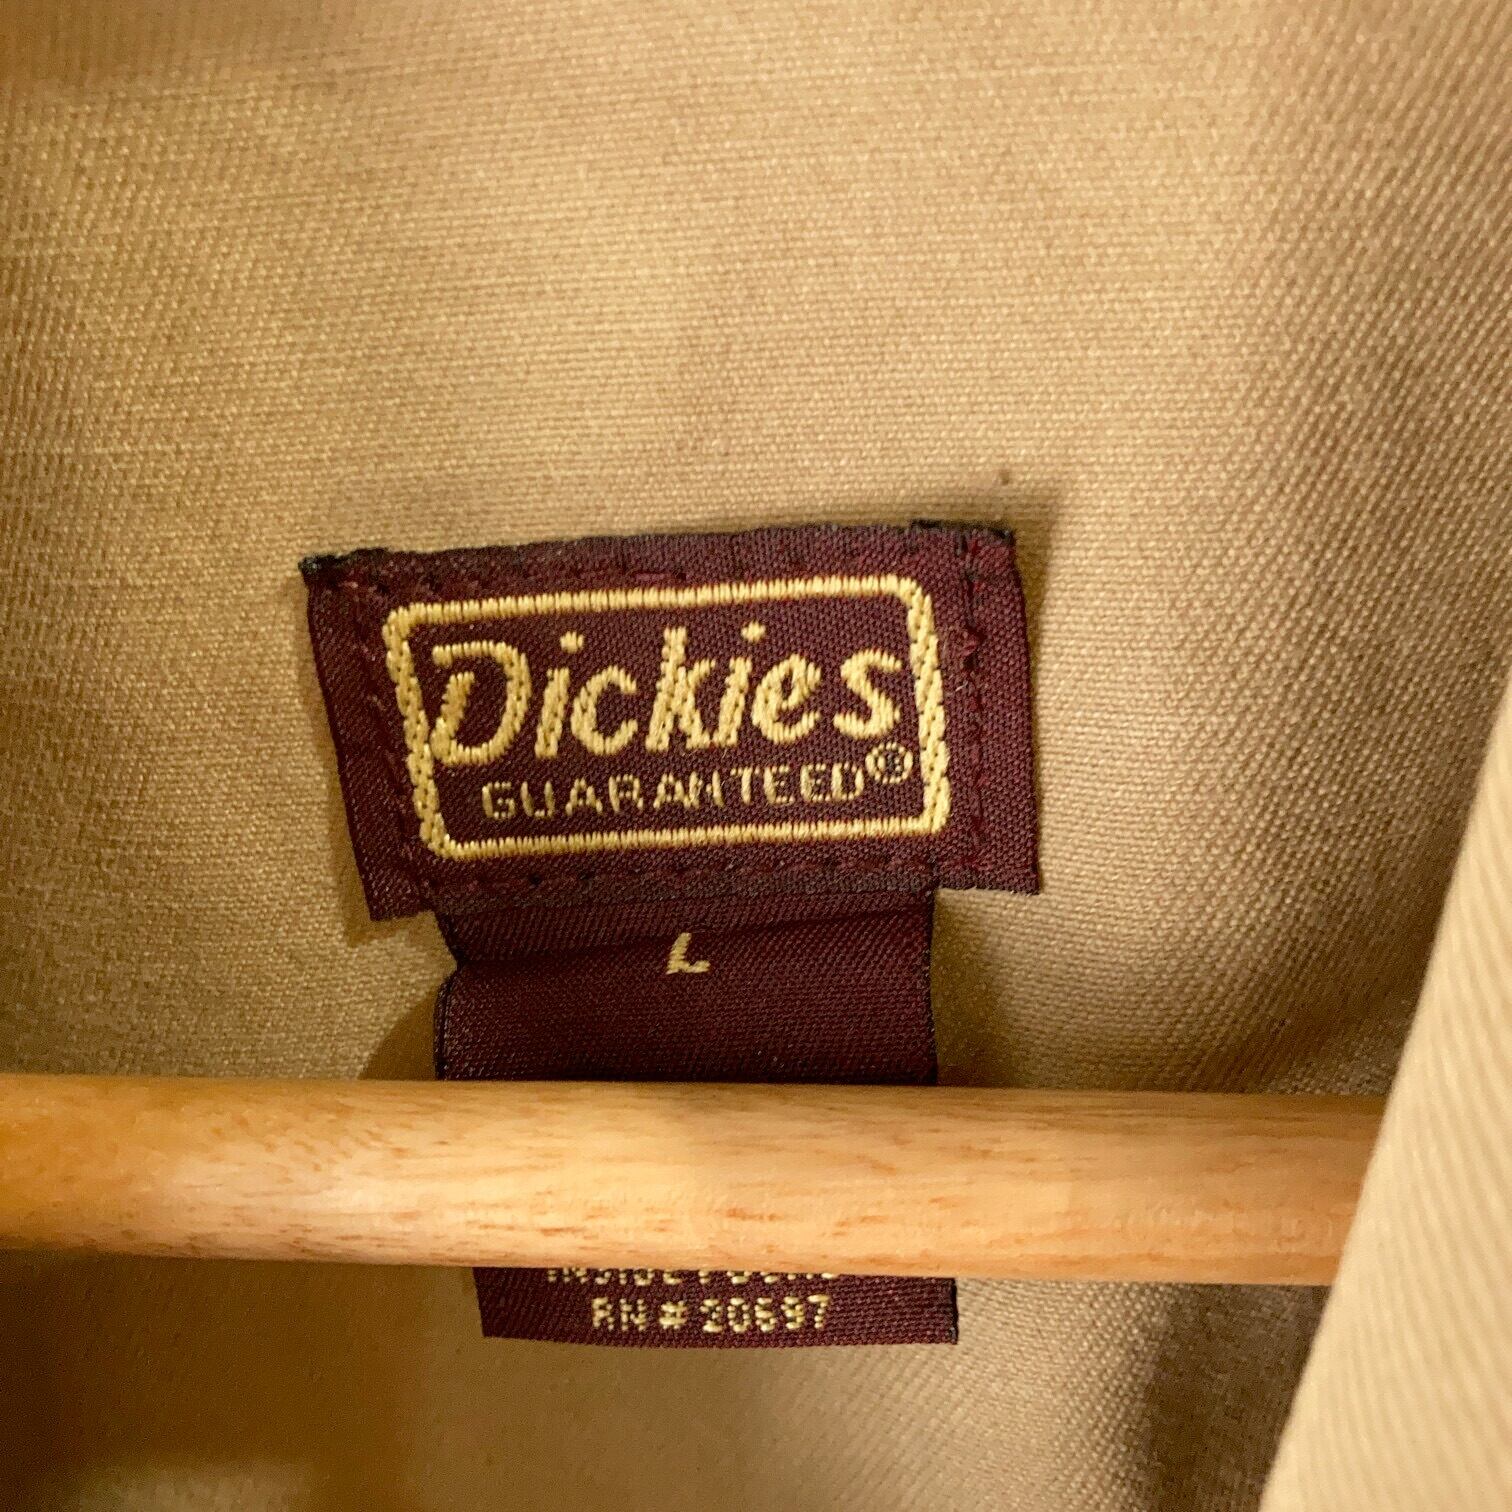 Dickies
GUARANTEED®
L
RN # 20697